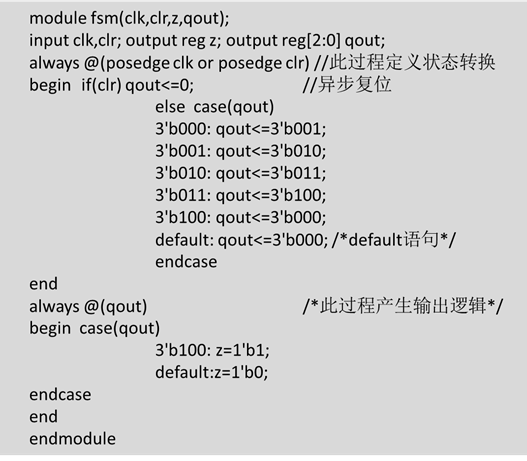 module fsm(clk,clr,z,qout);
input clk,clr; output reg z; output reg[2:0] qout;
always @(posedge clk or posedge clr) //此过程定义状态转换
begin if(clr) qout<=0; //异步复位
else case(qout)
3'b000: qout<=3'b001;
3'b001: qout<=3'b010;
3'b010: qout<=3'b011;
3'b011: qout<=3'b100;
3'b100: qout<=3'b000;
default: qout<=3'b000; /*default语句*/
endcase
end
always @(qout) /*此过程产生输出逻辑*/
begin case(qout)
3'b100: z=1'b1;
default:z=1'b0;
endcase
end
endmodule